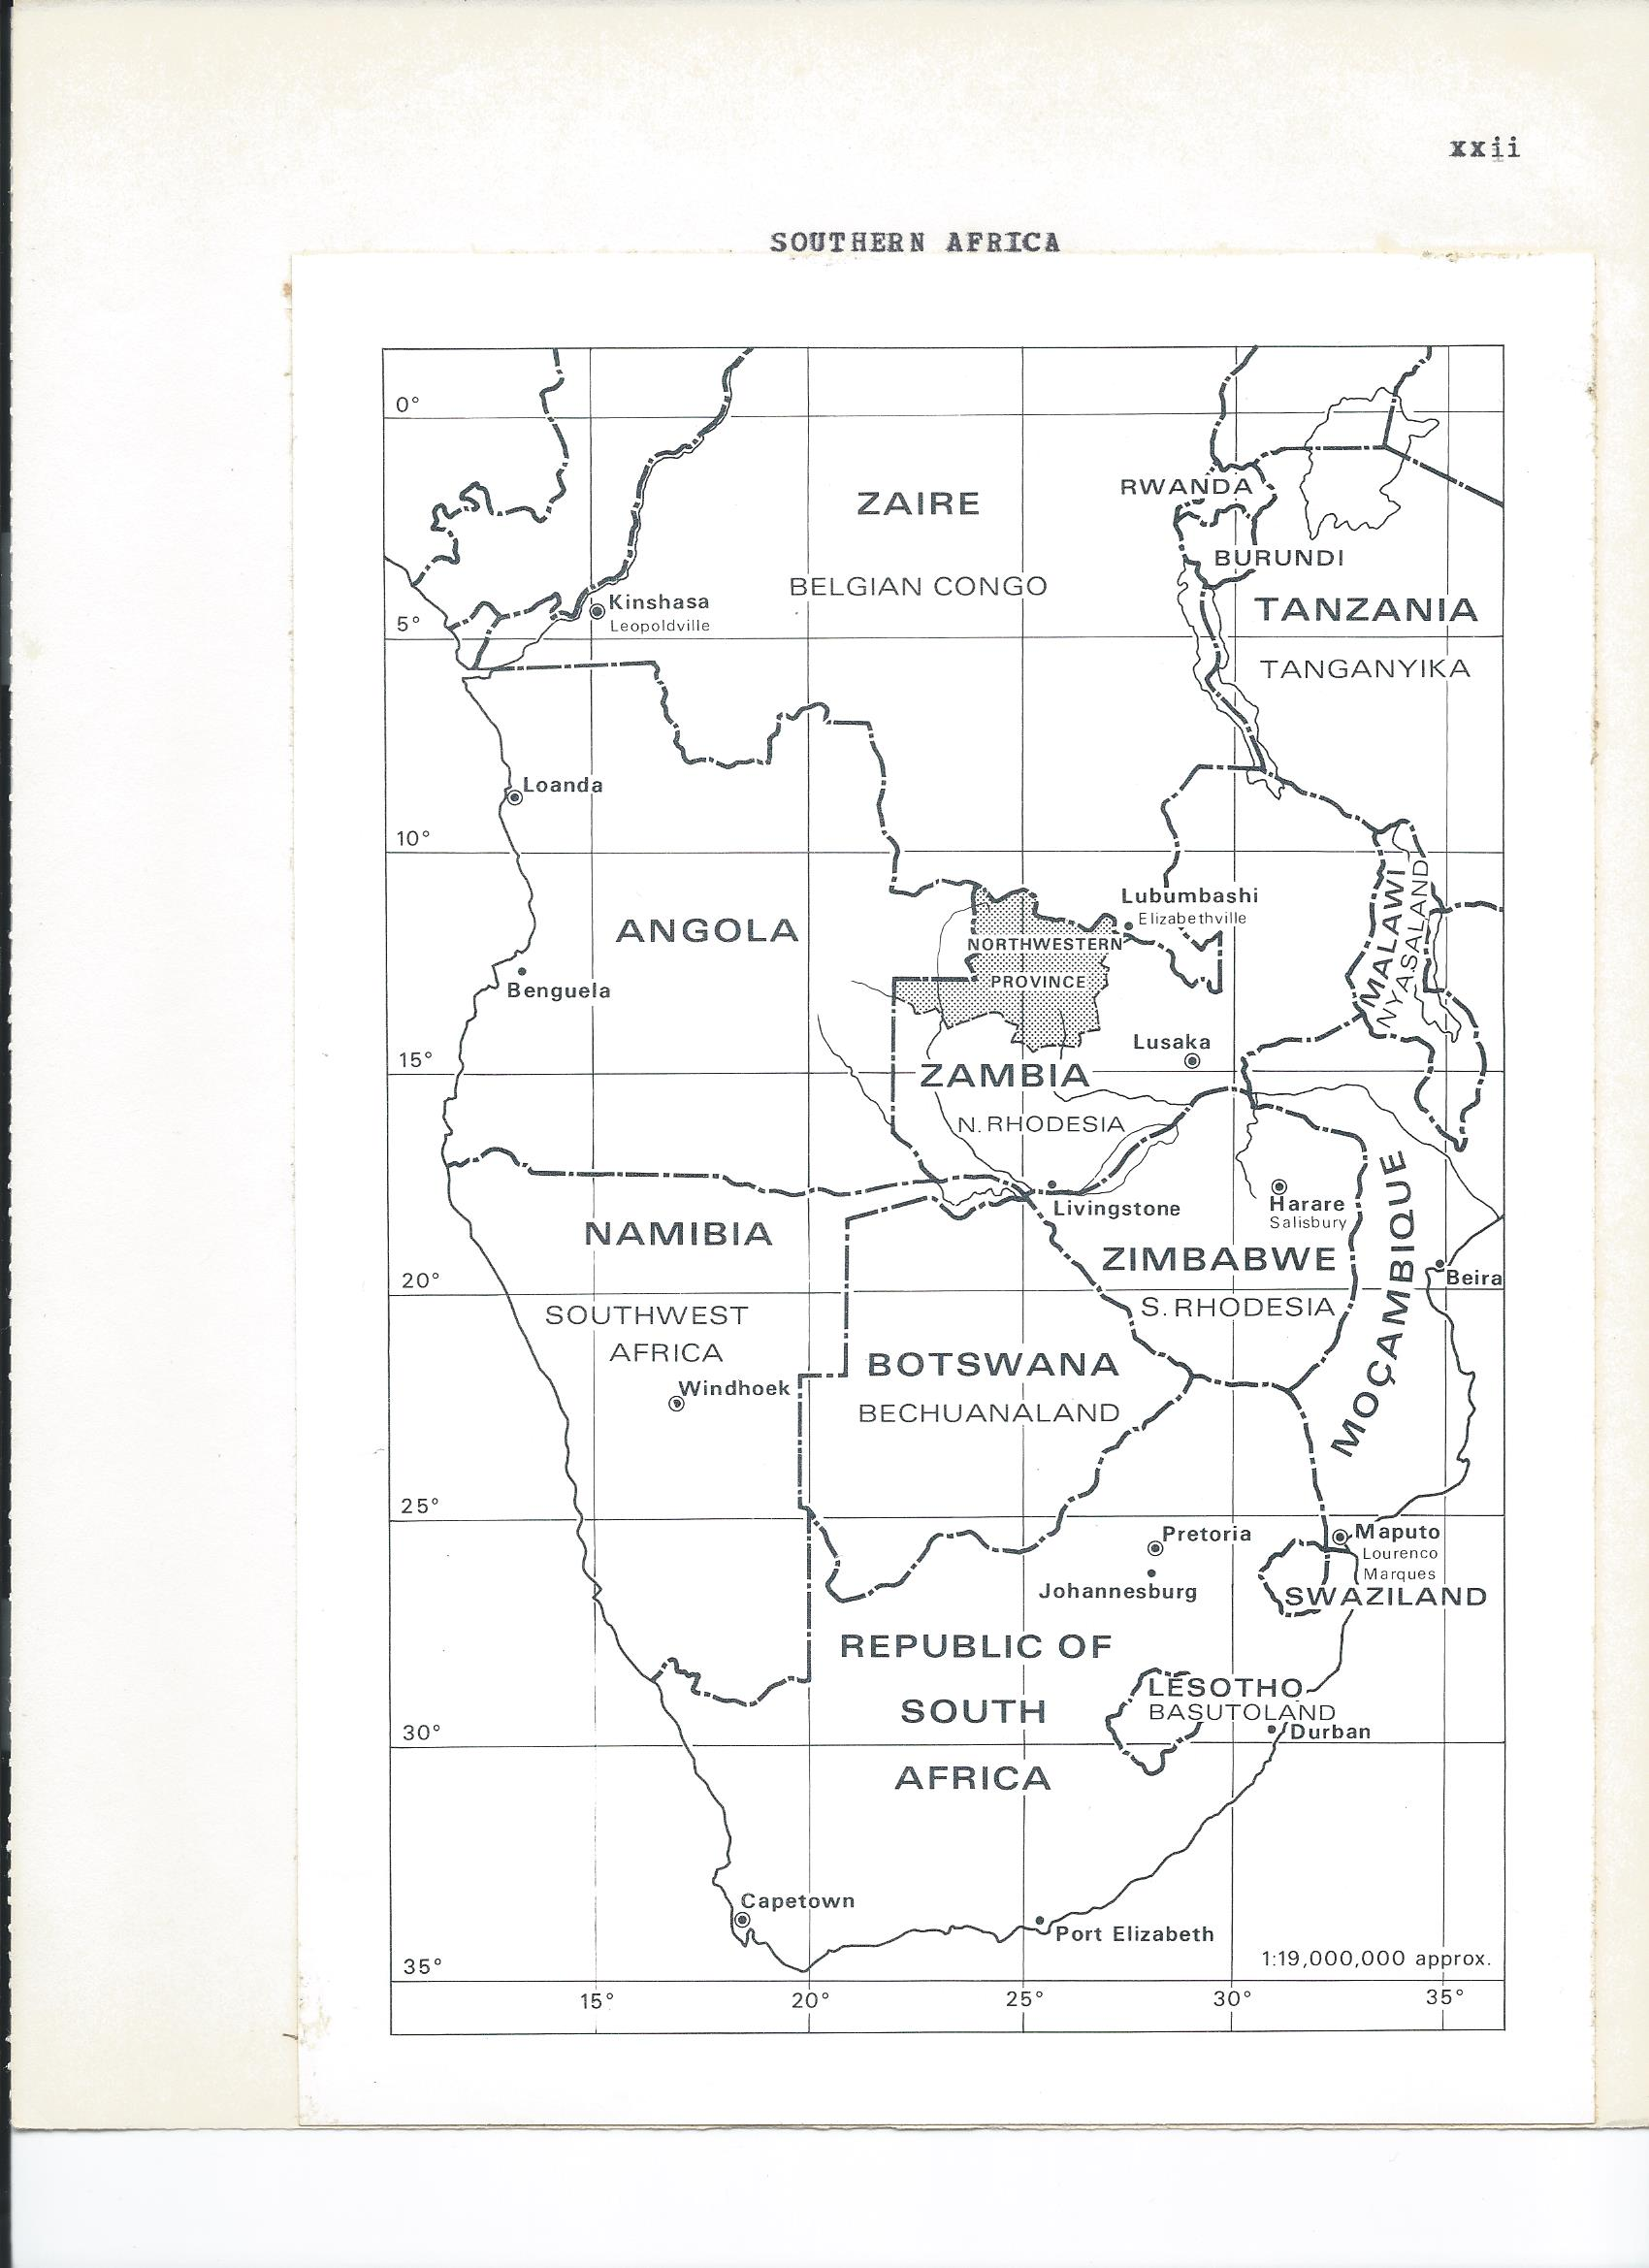 xxii
SOUTHERN AFRICA
0°
ZAIRE
RWANDA
BURUNDI
BELGIAN CONGO
Kinshasa
Leopoldville
TANZANIA
5°
TANGANYIKA
Loanda
10°
Lubumbashi
Elizabethville
MALAWI
NYASALAND
ANGOLA
NORTHWESTERN
PROVINCE
Benguela
Lusaka
15°
ZAMBIA
N. RHODESIA
Livingstone
Harare
Salisbury
NAMIBIA
ZIMBABWE
MOÇAMBIQUE
Beira
20°
S. RHODESIA
SOUTHWEST
AFRICA
BOTSWANA
Windhoek
BECHUANALAND
25°
Pretoria
Maputo
Lourenco
Marques
Johannesburg
SWAZILAND
REPUBLIC OF
SOUTH
AFRICA
LESOTHO
BASUTOLAND
Durban
30°
Capetown
Port Elizabeth
1:19,000,000 approx.
35°
15° 20° 25° 30° 35°